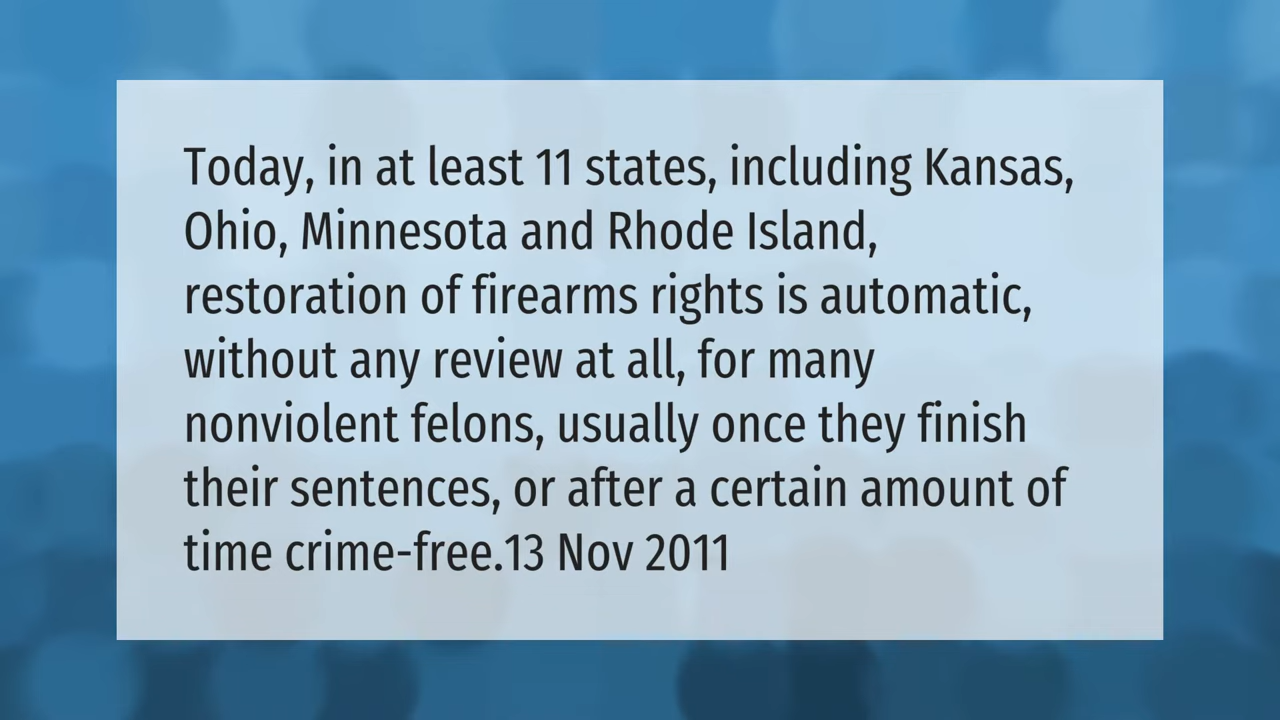 Today, in at least 11 states, including Kansas,
Ohio, Minnesota and Rhode Island,
restoration of firearms rights is automatic,
without any review at all, for many
nonviolent felons, usually once they finish
their sentences, or after a certain amount of
time crime-free.13 Nov 2011